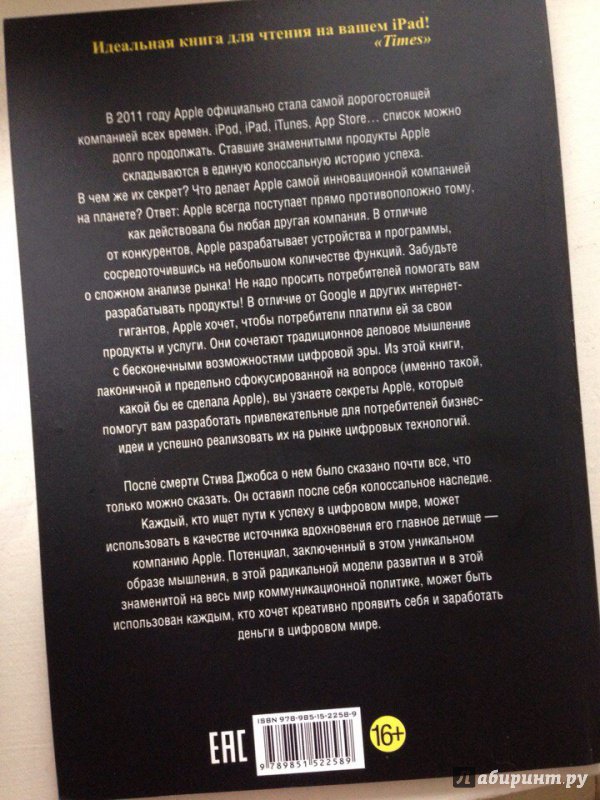 Идеальная книга для чтения на вашем iPad!
«Times»
В 2011 году Apple официально стала самой дорогостоящей
компанией всех времен. iPod, iPad, iTunes, App Store... список можно
долго продолжать. Ставшие знаменитыми продукты Apple
складываются в единую колоссальную историю успеха.
В чем же их секрет? Что делает Apple самой инновационной компанией
на планете? Ответ: Apple всегда поступает прямо противоположно тому,
как действовала бы любая другая компания. В отличие
от конкурентов, Apple разрабатывает устройства и программы,
сосредоточившись на небольшом количестве функций. Забудьте
о сложном анализе рынка! Не надо просить потребителей помогать вам
разрабатывать продукты! В отличие от Google и других интернет-
гигантов, Apple хочет, чтобы потребители платили ей за свои
продукты и услуги. Они сочетают традиционное деловое мышление
с бесконечными возможностями цифровой эры. Из этой книги,
лаконичной и предельно сфокусированной на вопросе (именно такой,
какой бы ее сделала Apple), вы узнаете секреты Apple, которые
помогут вам разработать привлекательные для потребителей бизнес-
идеи и успешно реализовать их на рынке цифровых технологий.
После смерти Стива Джобса о нем было сказано почти все, что
только можно сказать. Он оставил после себя колоссальное наследие.
Каждый, кто ищет пути к успеху в цифровом мире, может
использовать в качестве источника вдохновения его главное детище —
компанию Apple. Потенциал, заключенный в этом уникальном
образе мышления, в этой радикальной модели развития и в этой
знаменитой на весь мир коммуникационной политике, может быть
использован каждым, кто хочет креативно проявить себя и заработать
деньги в цифровом мире.
ISBN 978-985-15-2258-9
EAC
16+
9 789851 522589
Лабиринт.ру